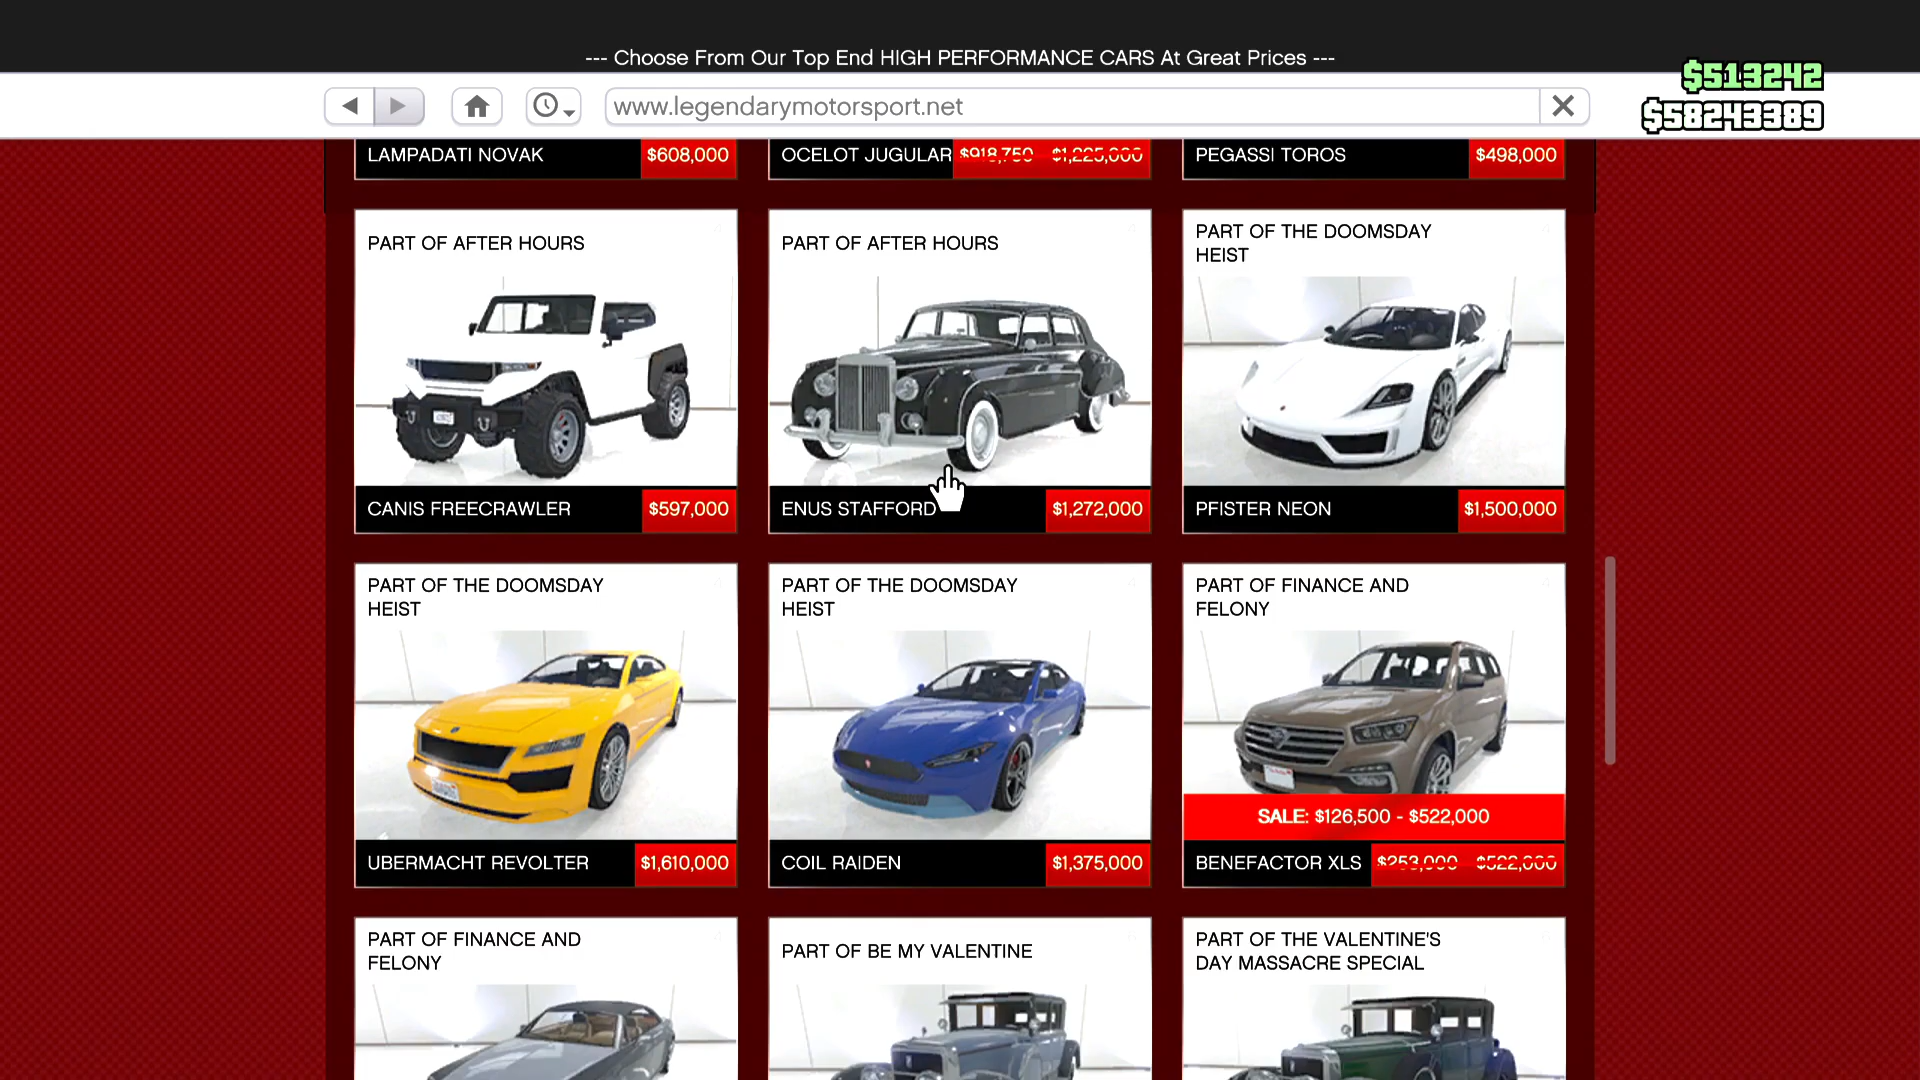 --- Choose From Our Top End HIGH PERFORMANCE CARS At Great Prices ---
$513242
www.legendarymotorsport.net
$58243389
LAMPADATI NOVAK $608,000
OCELOT JUGULAR $918,750 $1,225,000
PEGASSI TOROS $498,000
PART OF AFTER HOURS
CANIS FREECRAWLER $597,000
PART OF AFTER HOURS
ENUS STAFFORD $1,272,000
PART OF THE DOOMSDAY
HEIST
PFISTER NEON $1,500,000
PART OF THE DOOMSDAY
HEIST
UBERMACHT REVOLTER $1,610,000
PART OF THE DOOMSDAY
HEIST
COIL RAIDEN $1,375,000
PART OF FINANCE AND
FELONY
SALE: $126,500 - $522,000
BENEFACTOR XLS $253,000 $522,000
PART OF FINANCE AND
FELONY
PART OF BE MY VALENTINE
PART OF THE VALENTINE'S
DAY MASSACRE SPECIAL